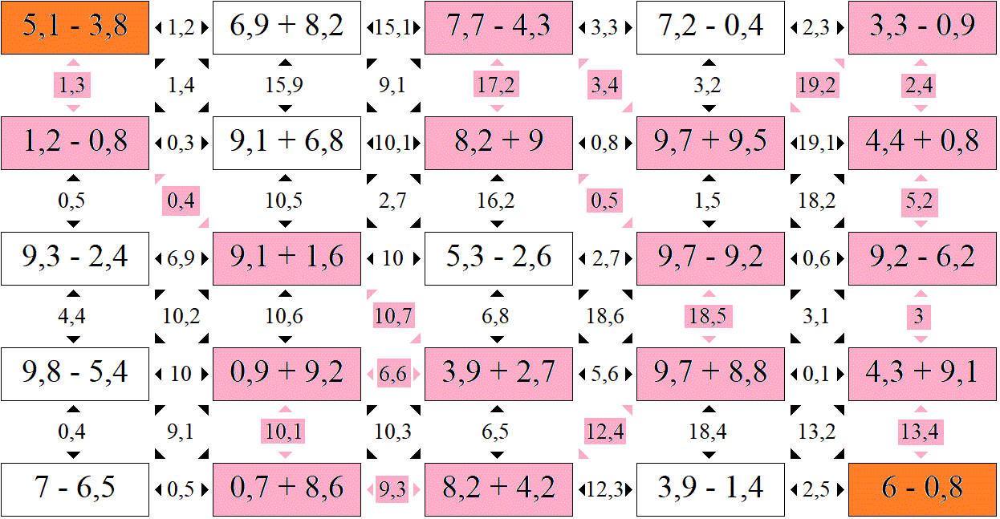 5,1 - 3,8 1,2 6,9 + 8,2 15,1 7,7 - 4,3 3,3 7,2 - 0,4 2,3 3,3 - 0,9
1,3 1,4 15,9 9,1 17,2 3,4 3,2 19,2 2,4
1,2 - 0,8 0,3 9,1 + 6,8 10,1 8,2 + 9 0,8 9,7 + 9,5 19,1 4,4 + 0,8
0,5 0,4 10,5 2,7 16,2 0,5 1,5 18,2 5,2
9,3 - 2,4 6,9 9,1 + 1,6 10 5,3 - 2,6 2,7 9,7 - 9,2 0,6 9,2 - 6,2
4,4 10,2 10,6 10,7 6,8 18,6 18,5 3,1 3
9,8 - 5,4 10 0,9 + 9,2 6,6 3,9 + 2,7 5,6 9,7 + 8,8 0,1 4,3 + 9,1
0,4 9,1 10,1 10,3 6,5 12,4 18,4 13,2 13,4
7 - 6,5 0,5 0,7 + 8,6 9,3 8,2 + 4,2 12,3 3,9 - 1,4 2,5 6 - 0,8